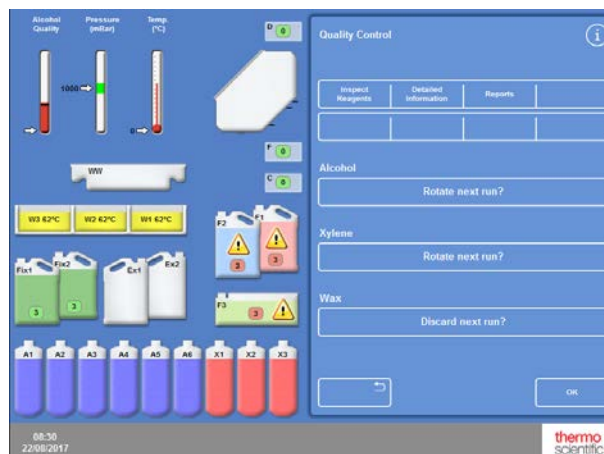 Alcohol
Quality
Pressure
(mBar)
Temp.
(°C)
1000
0
D 0
F 0
C 0
WW
W3 62°C
W2 62°C
W1 62°C
Fix1
3
Fix2
3
Ex1
Ex2
F2
3
F1
3
F3
3
A1
A2
A3
A4
A5
A6
X1
X2
X3
Quality Control
i
Inspect
Reagents
Detailed
Information
Reports
Alcohol
Rotate next run?
Xylene
Rotate next run?
Wax
Discard next run?
OK
08:30
22/08/2017
thermo
scientific